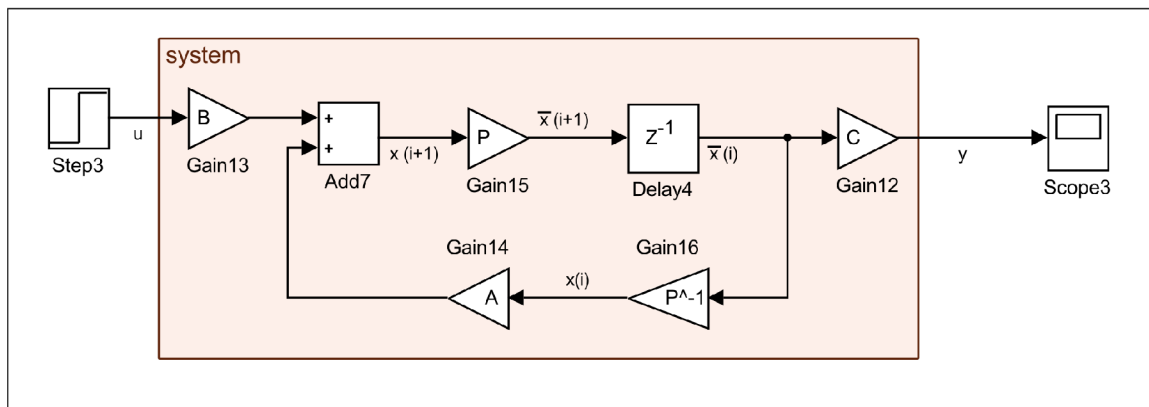 system
B
+
+
P
x̅ (i+1)
Z⁻¹
C
u
x (i+1)
x̅ (i)
y
Step3
Gain13
Add7
Gain15
Delay4
Gain12
Scope3
Gain14
Gain16
A
x(i)
P^-1